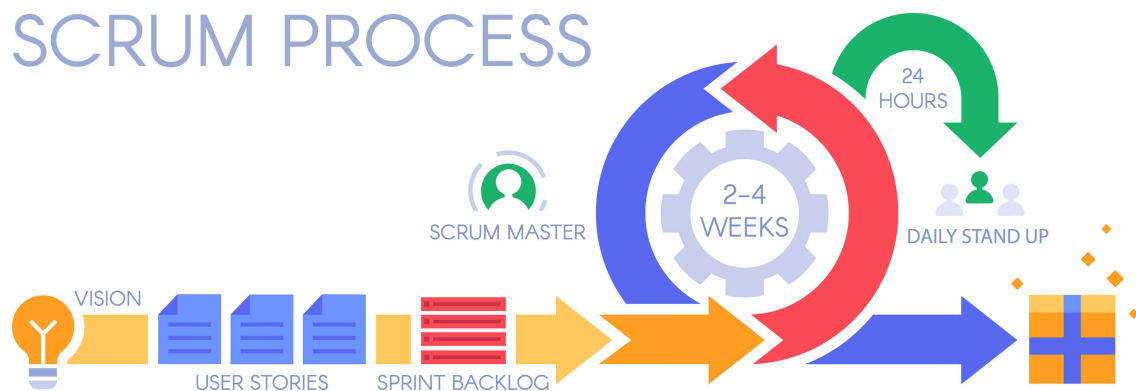 SCRUM PROCESS
24
HOURS
2-4
WEEKS
SCRUM MASTER
DAILY STAND UP
VISION
USER STORIES
SPRINT BACKLOG